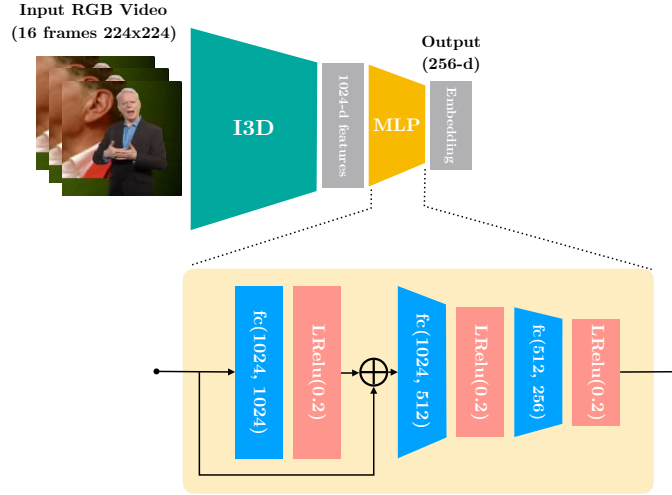 Input RGB Video
(16 frames 224x224)
I3D
1024-d features
MLP
Output
(256-d)
Embedding
fc(1024, 1024)
LRelu(0.2)
fc(1024, 512)
LRelu(0.2)
fc(512, 256)
LRelu(0.2)